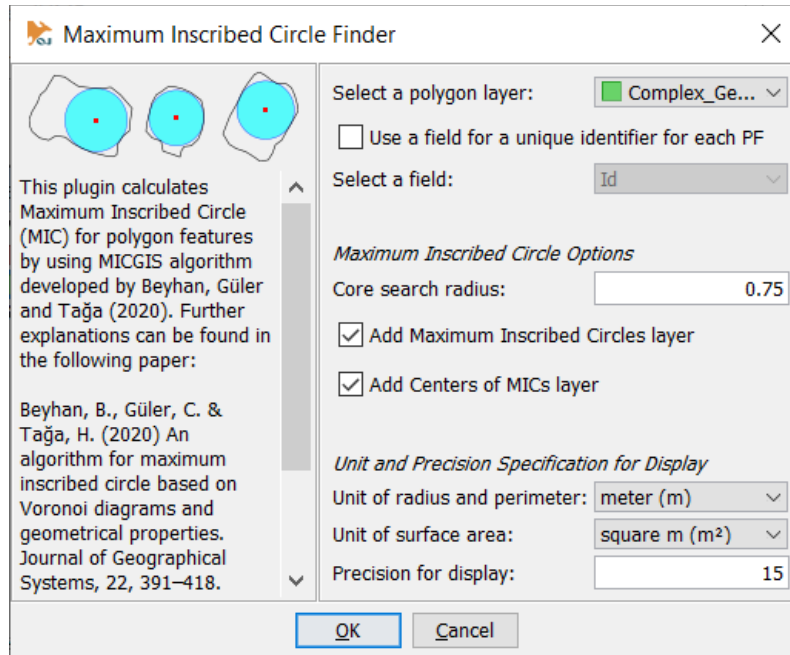 Maximum Inscribed Circle Finder
This plugin calculates
Maximum Inscribed Circle
(MIC) for polygon features
by using MICGIS algorithm
developed by Beyhan, Güler
and Tağa (2020). Further
explanations can be found in
the following paper:
Beyhan, B., Güler, C. &
Tağa, H. (2020) An
algorithm for maximum
inscribed circle based on
Voronoi diagrams and
geometrical properties.
Journal of Geographical
Systems, 22, 391–418.
Select a polygon layer: Complex_Ge...
Use a field for a unique identifier for each PF
Select a field: Id
Maximum Inscribed Circle Options
Core search radius: 0.75
Add Maximum Inscribed Circles layer
Add Centers of MICs layer
Unit and Precision Specification for Display
Unit of radius and perimeter: meter (m)
Unit of surface area: square m (m²)
Precision for display: 15
OK Cancel